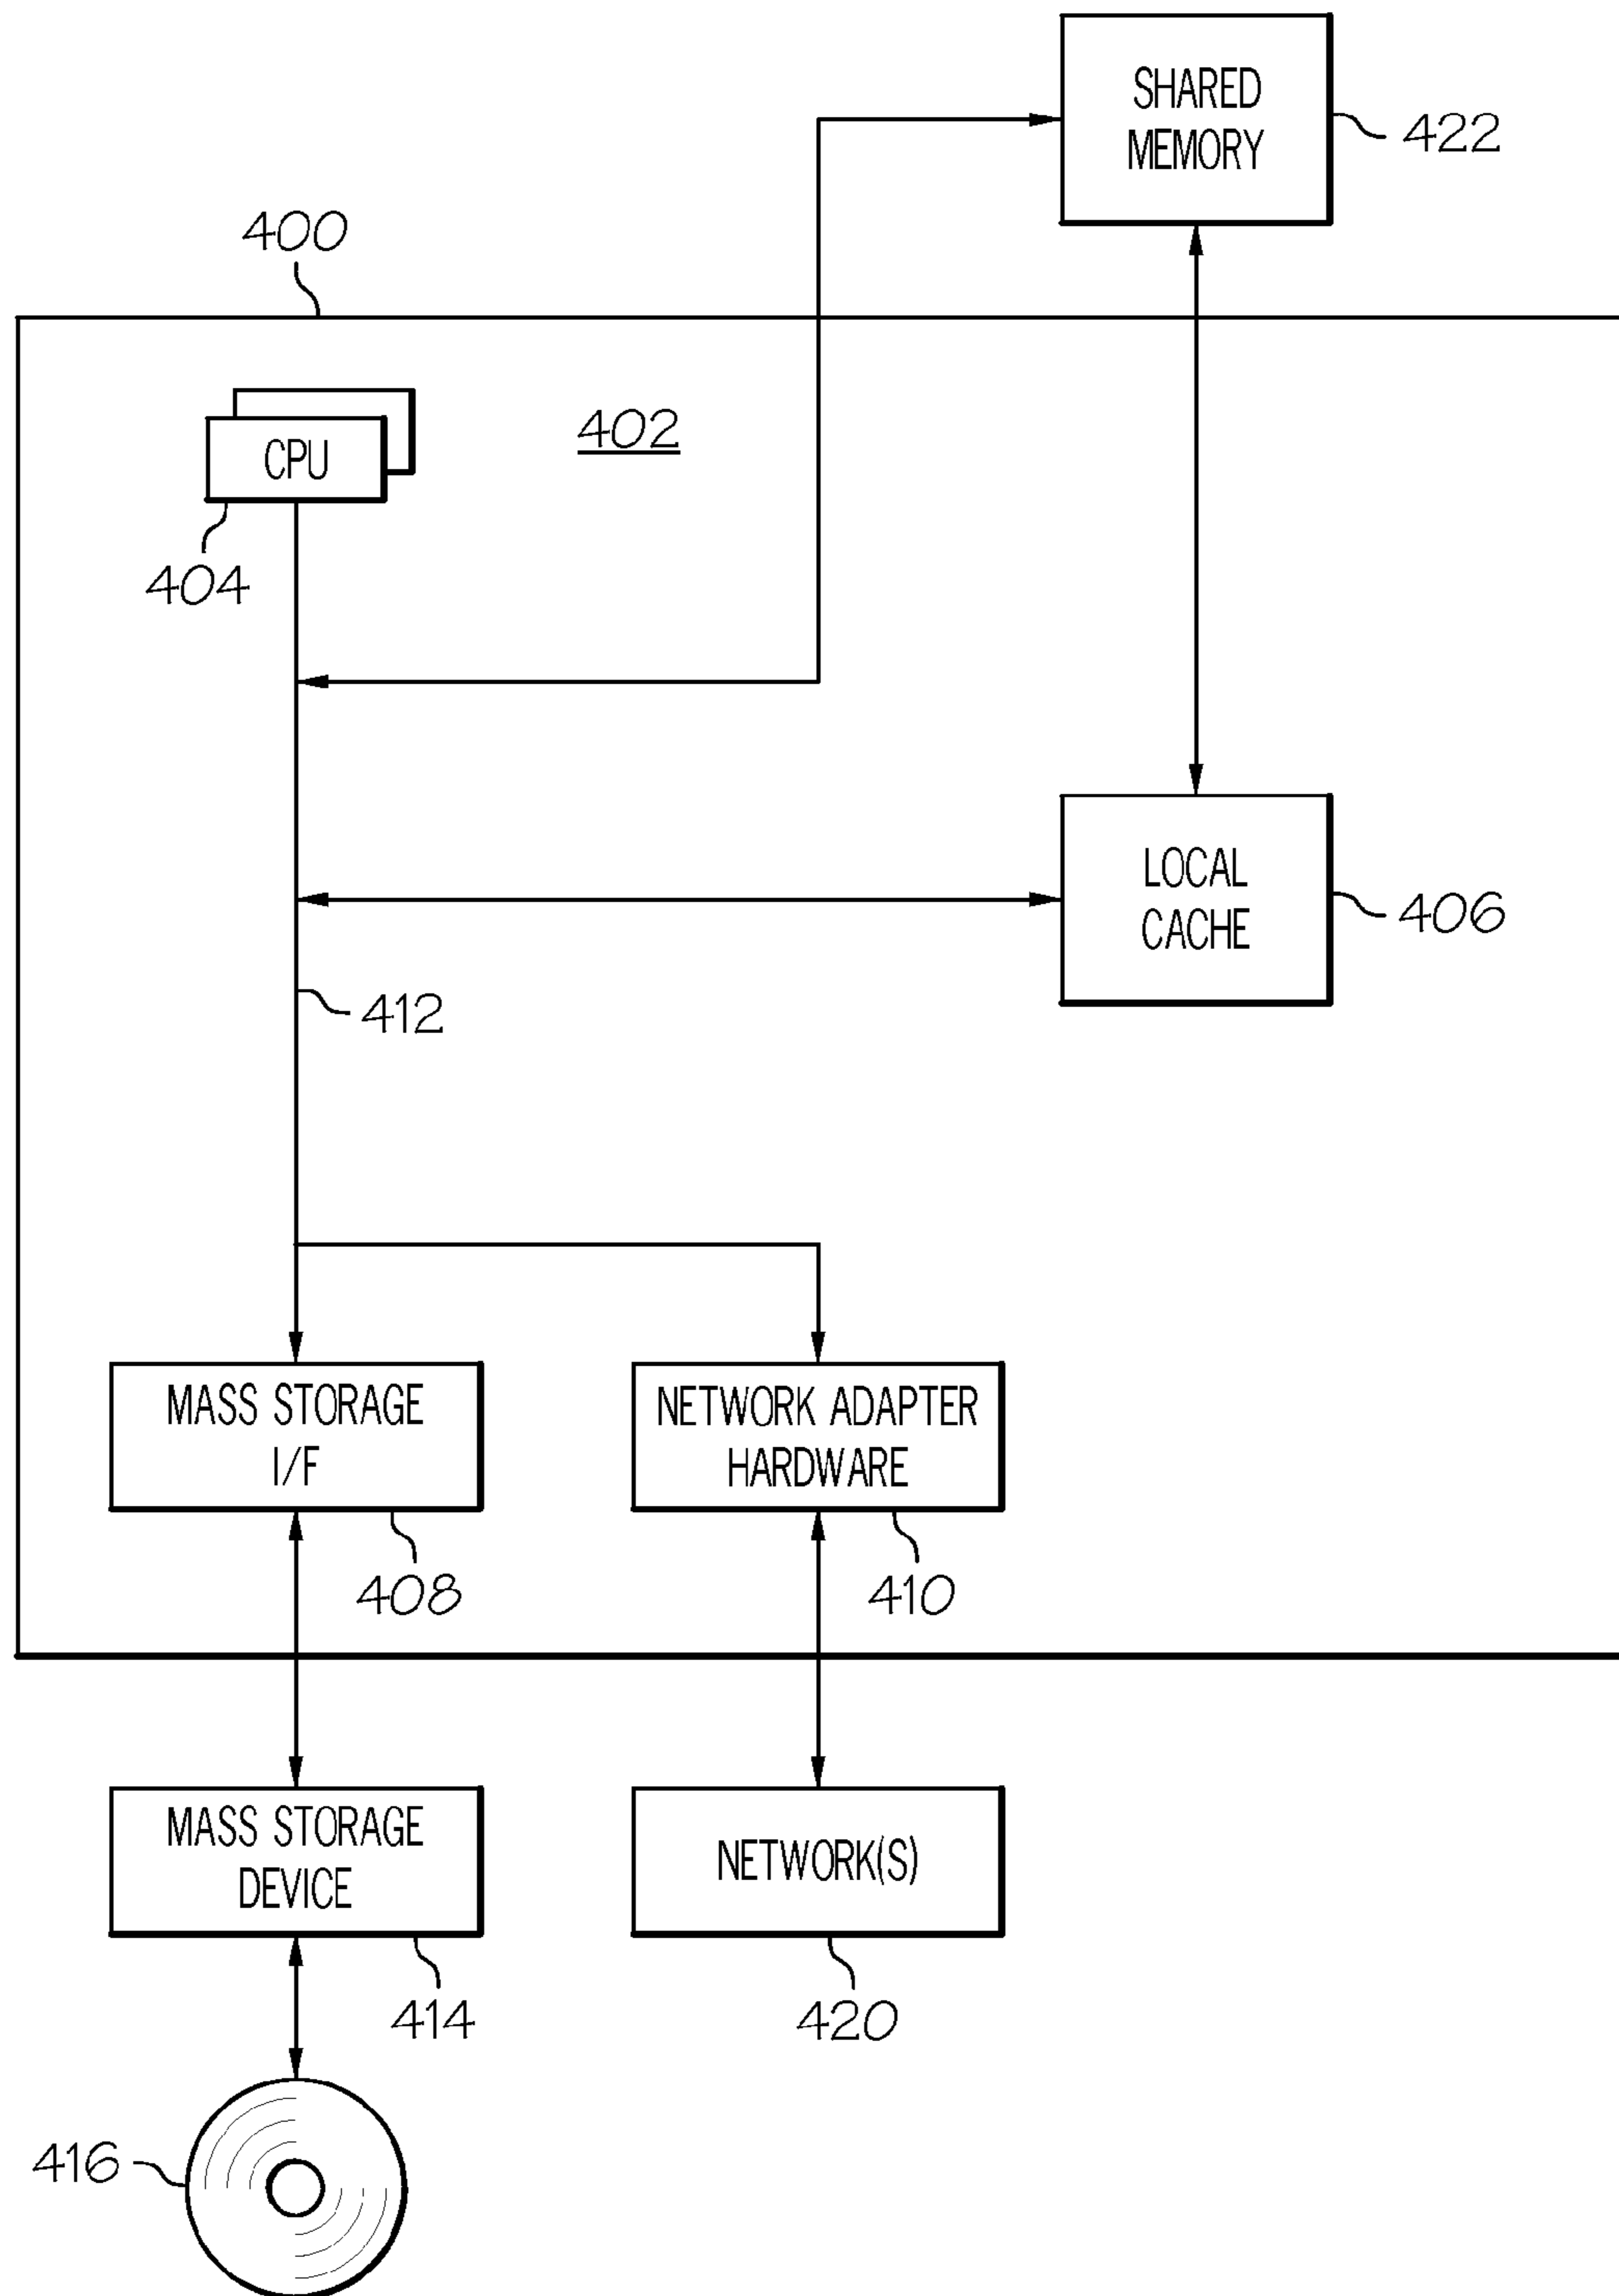 SHARED
MEMORY
422
400
CPU
402
404
LOCAL
CACHE
406
412
MASS STORAGE
I/F
NETWORK ADAPTER
HARDWARE
408
410
MASS STORAGE
DEVICE
NETWORK(S)
414
420
416